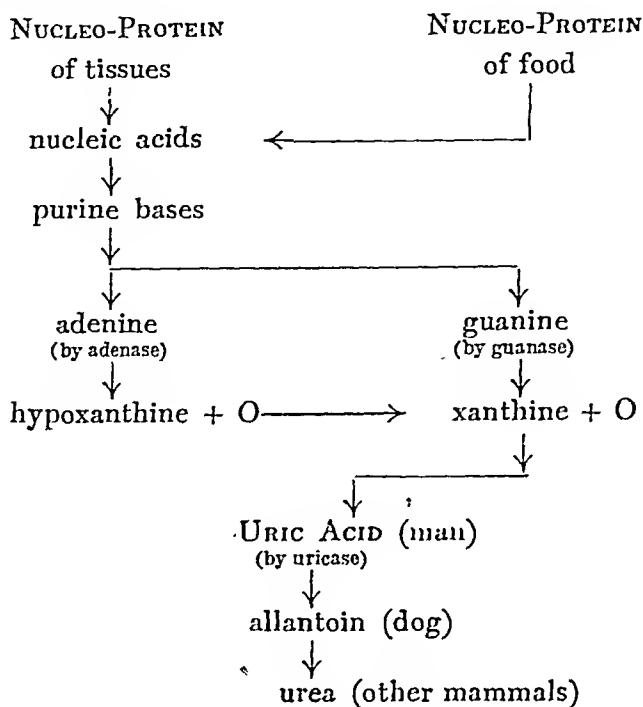 NUCLEO-PROTEIN
of tissues
NUCLEO-PROTEIN
of food
nucleic acids
purine bases
adenine
(by adenase)
guanine
(by guanase)
hypoxanthine + O
xanthine + O
URIC ACID (man)
(by uricase)
allantoin (dog)
urea (other mammals)